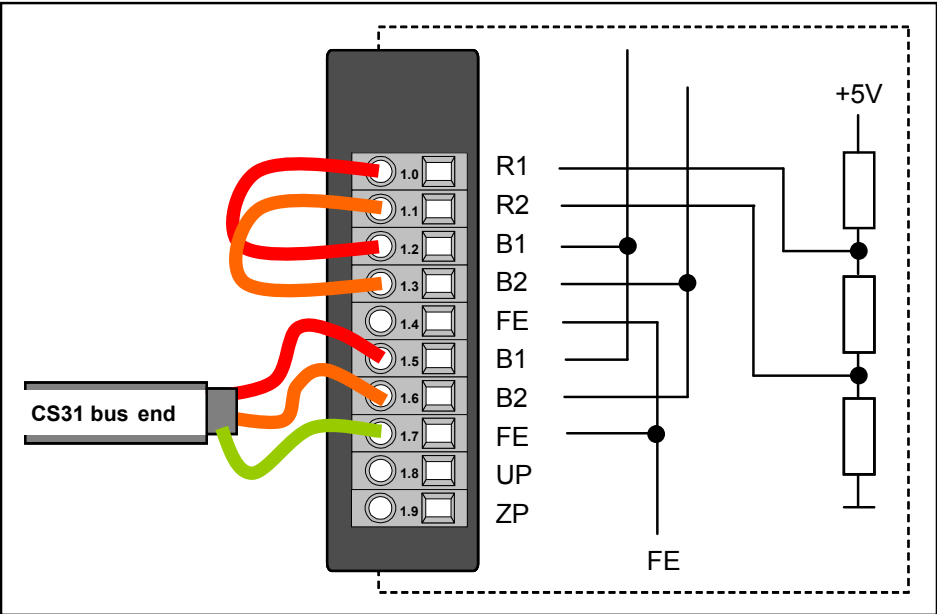 +5V
1.0 R1
1.1 R2
1.2 B1
1.3 B2
1.4 FE
1.5 B1
1.6 B2
1.7 FE
1.8 UP
1.9 ZP
CS31 bus end
FE